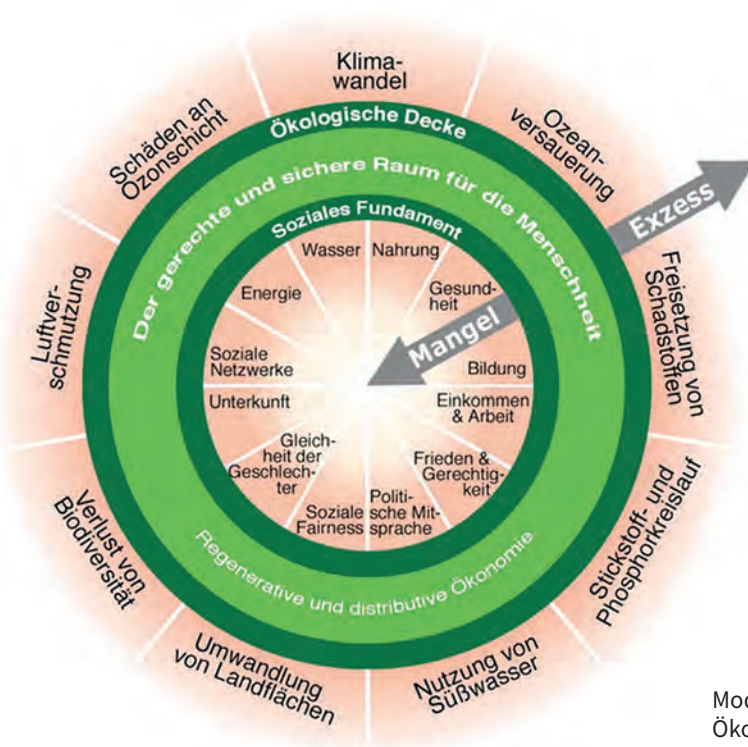 Klima-
wandel
Ozean-
versauerung
Freisetzung von
Schadstoffen
Stickstoff- und
Phosphorkreislauf
Nutzung von
Süßwasser
Umwandlung
von Landflächen
Verlust von
Biodiversität
Luftver-
schmutzung
Schäden an
Ozonschicht
Ökologische Decke
Der gerechte und sichere Raum für die Menschheit
Soziales Fundament
Exzess
Mangel
Wasser
Nahrung
Gesund-
heit
Bildung
Einkommen
& Arbeit
Frieden &
Gerechtig-
keit
Politi-
sche Mit-
sprache
Soziale
Fairness
Gleich-
heit der
Geschlech-
ter
Unterkunft
Soziale
Netzwerke
Energie
Regenerative und distributive Ökonomie